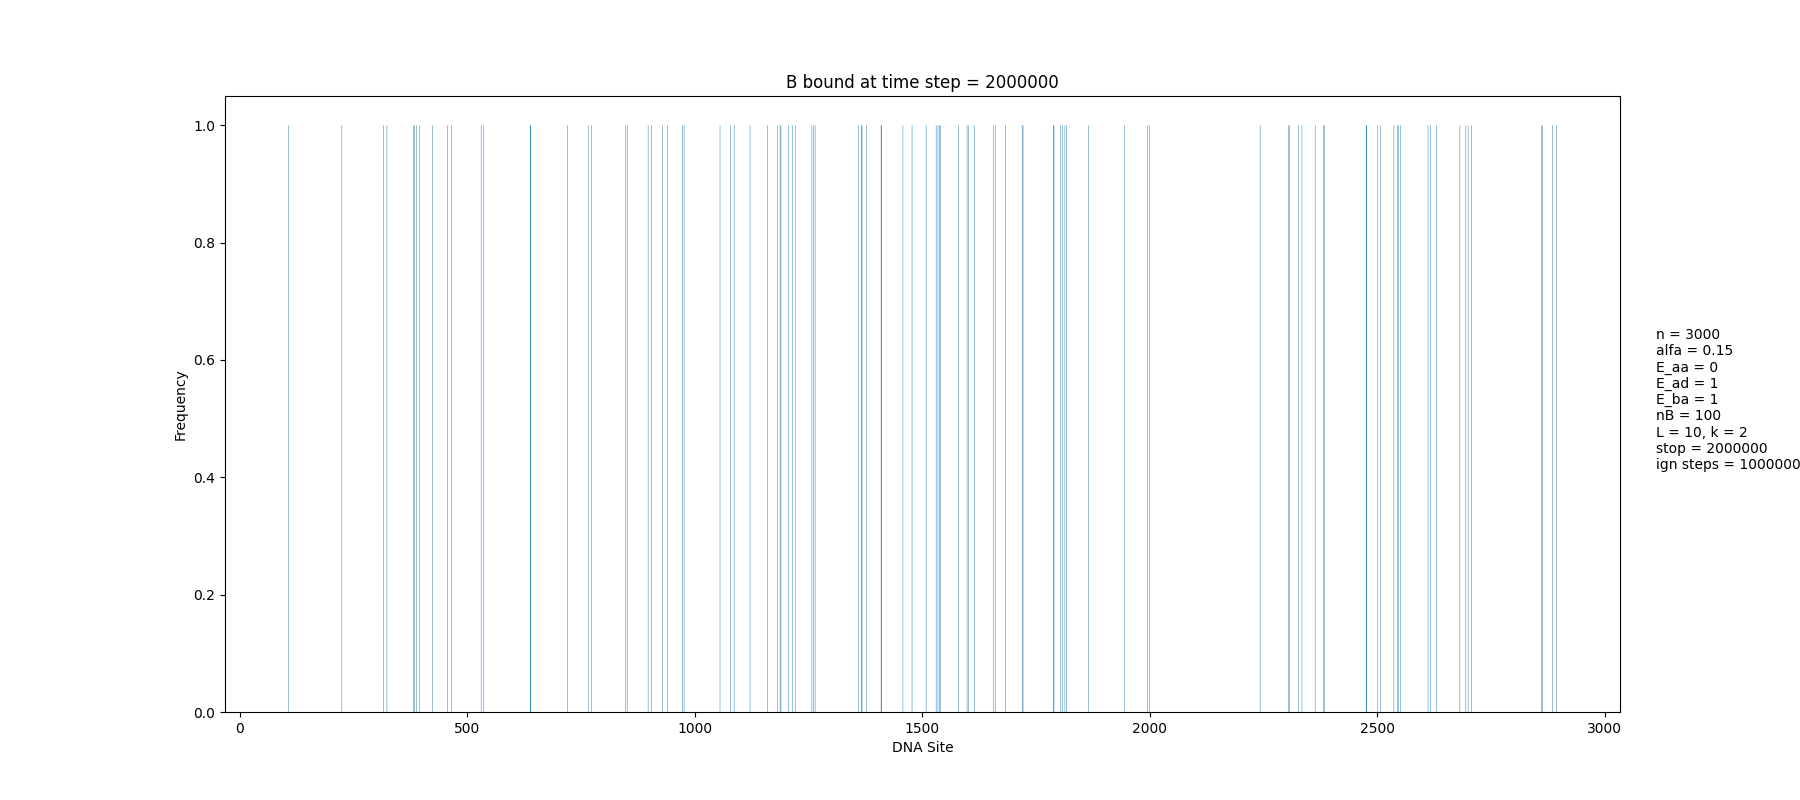 B bound at time step = 2000000
1.0
0.8
0.6
0.4
0.2
0.0
Frequency
0 500 1000 1500 2000 2500 3000
DNA Site
n = 3000
alfa = 0.15
E_aa = 0
E_ad = 1
E_ba = 1
nB = 100
L = 10, k = 2
stop = 2000000
ign steps = 1000000